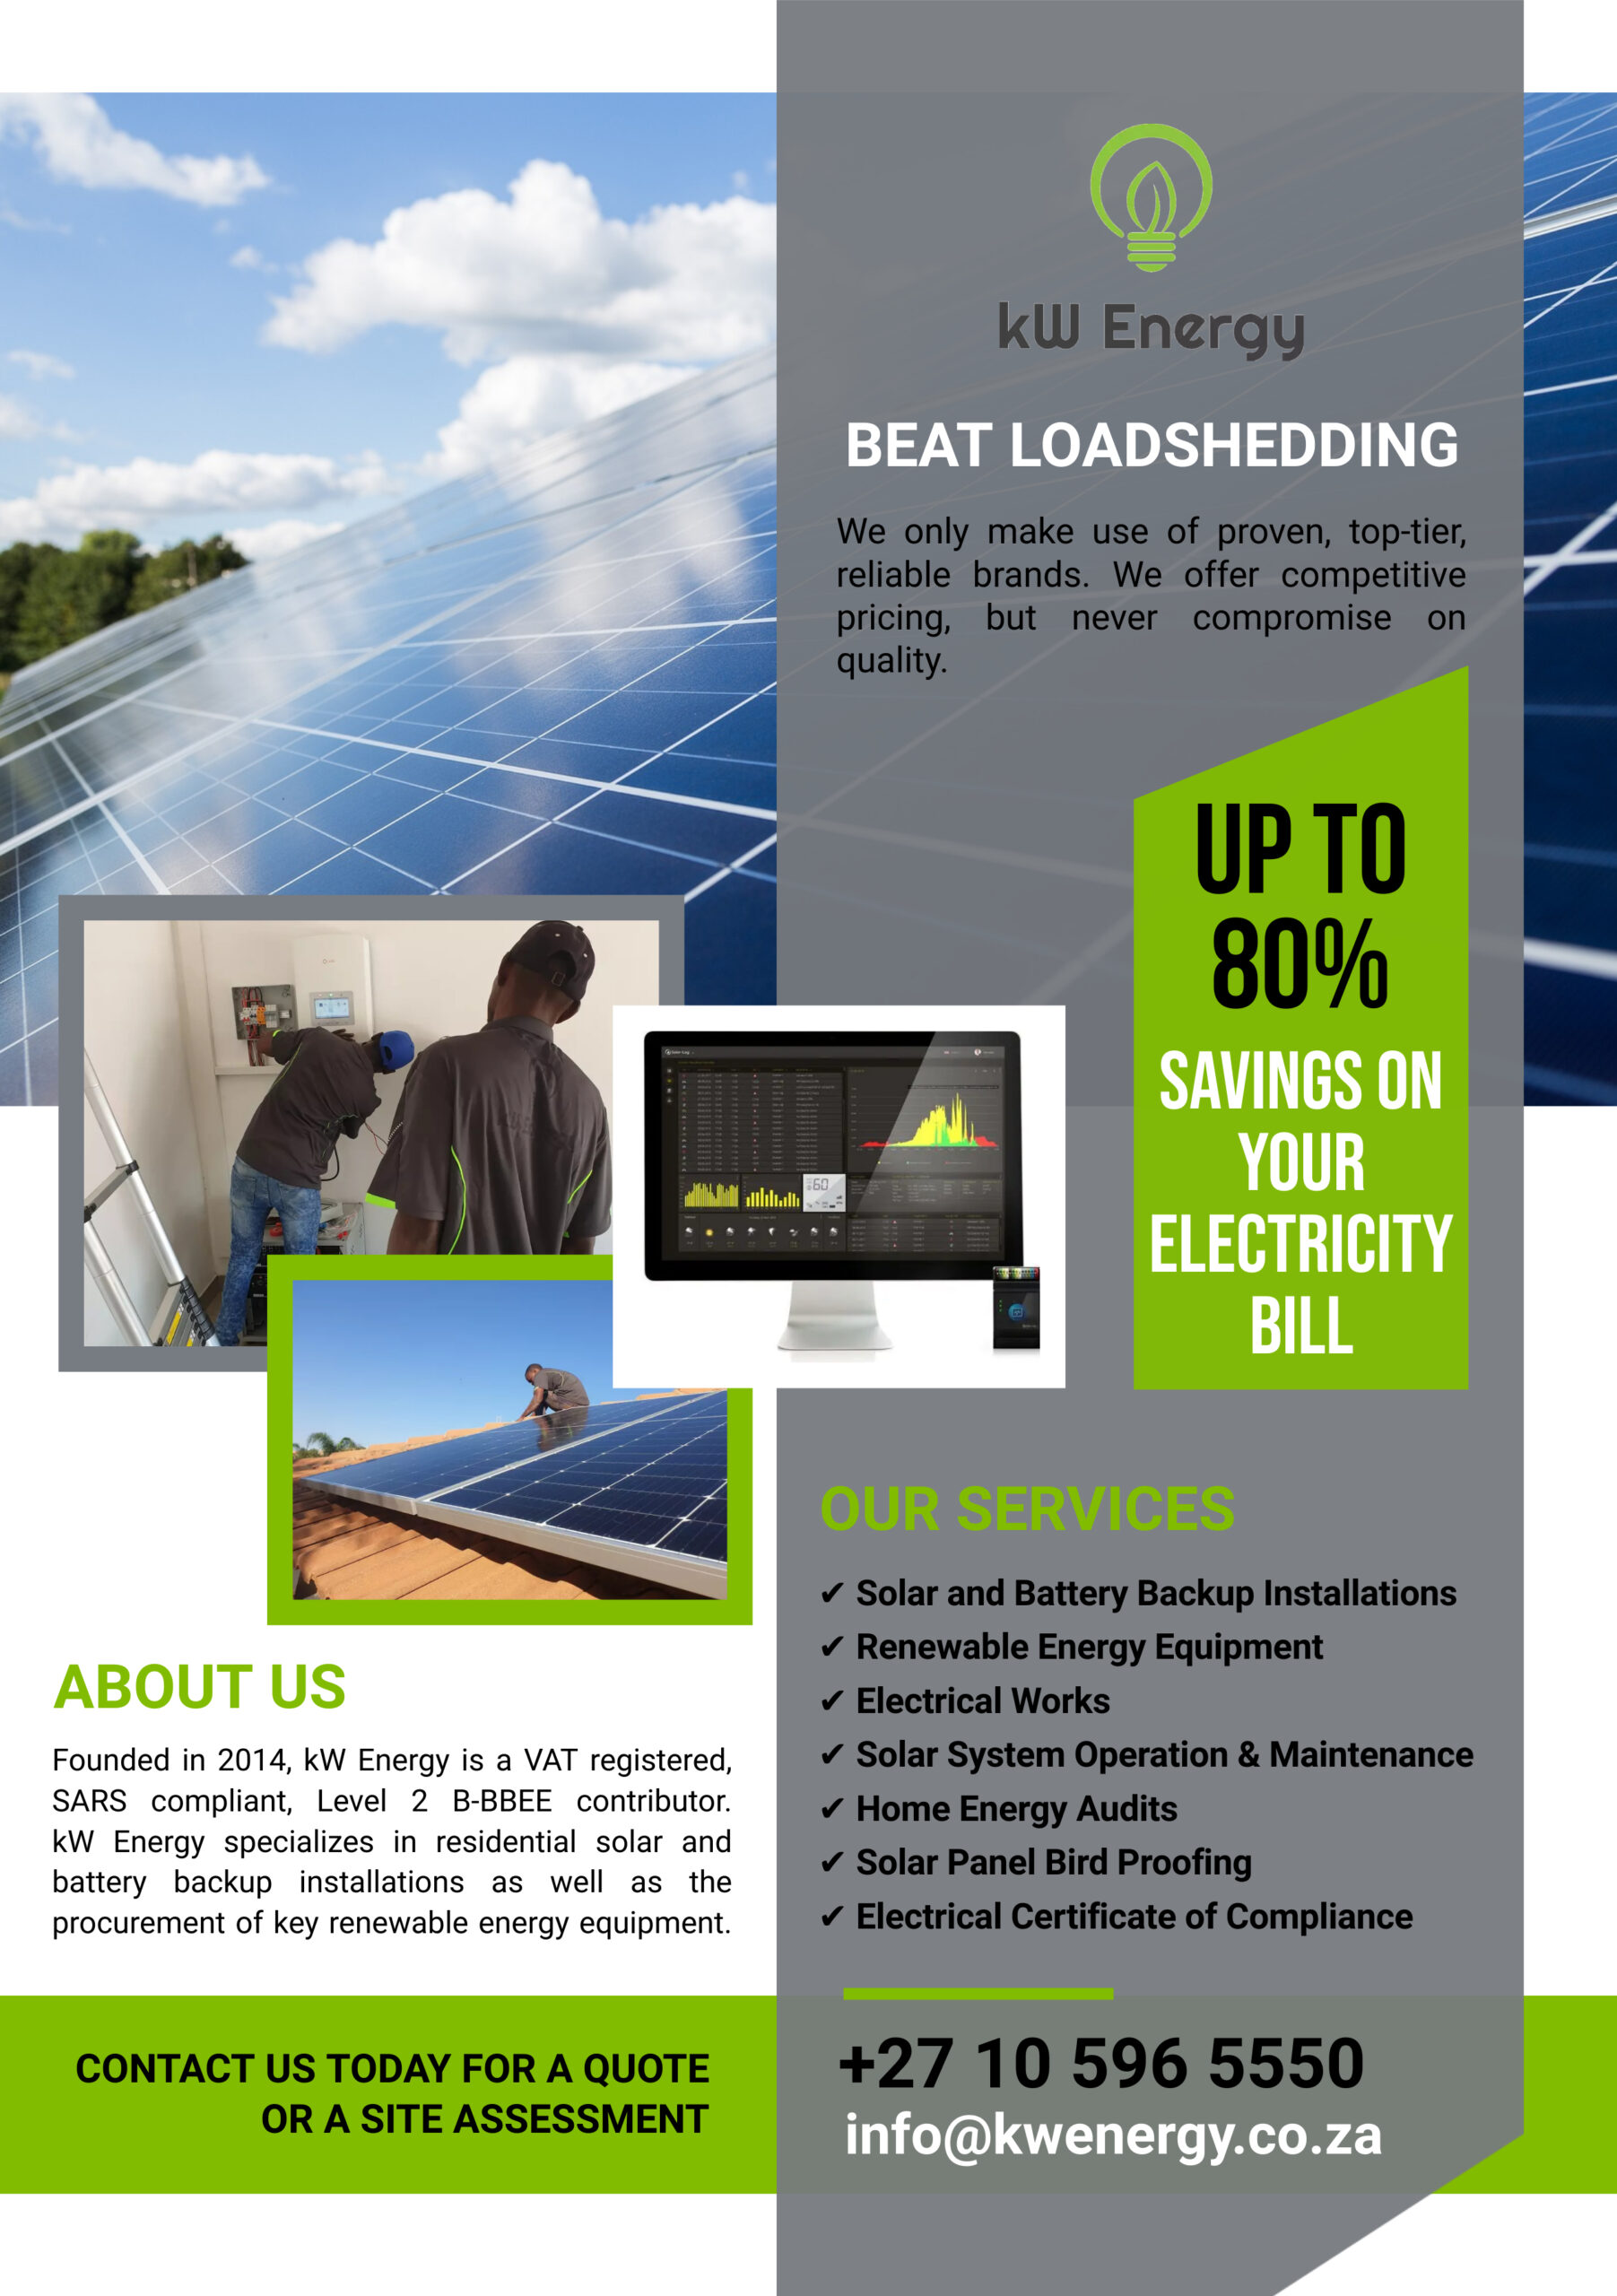 kW Energy
BEAT LOADSHEDDING
We only make use of proven, top-tier,
reliable brands. We offer competitive
pricing, but never compromise on
quality.
UP TO
80%
SAVINGS ON
YOUR
ELECTRICITY
BILL
60
OUR SERVICES
✔ Solar and Battery Backup Installations
✔ Renewable Energy Equipment
✔ Electrical Works
✔ Solar System Operation & Maintenance
✔ Home Energy Audits
✔ Solar Panel Bird Proofing
✔ Electrical Certificate of Compliance
ABOUT US
Founded in 2014, kW Energy is a VAT registered,
SARS compliant, Level 2 B-BBEE contributor.
kW Energy specializes in residential solar and
battery backup installations as well as the
procurement of key renewable energy equipment.
CONTACT US TODAY FOR A QUOTE
OR A SITE ASSESSMENT
+27 10 596 5550
info@kwenergy.co.za